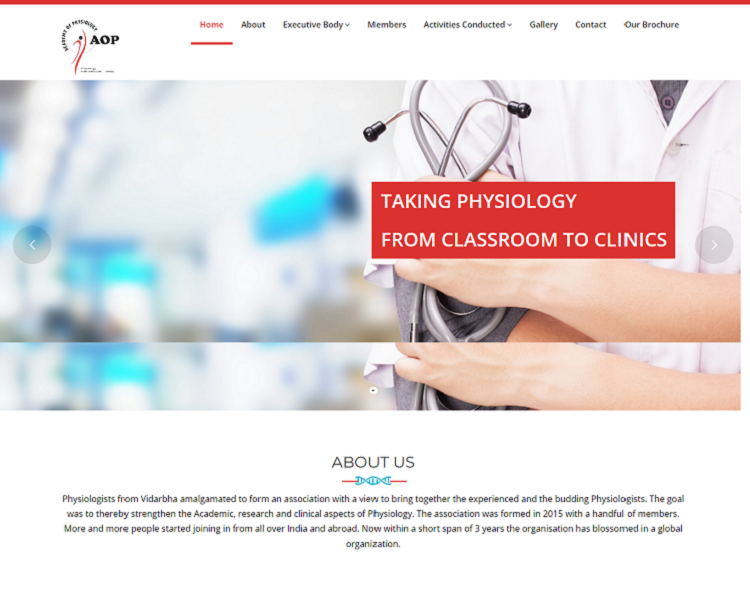 ACADEMY OF PHYSIOLOGY
AOP
Home About Executive Body Members Activities Conducted Gallery Contact Our Brochure
TAKING PHYSIOLOGY
FROM CLASSROOM TO CLINICS
ABOUT US
Physiologists from Vidarbha amalgamated to form an association with a view to bring together the experienced and the budding Physiologists. The goal
was to thereby strengthen the Academic, research and clinical aspects of Physiology. The association was formed in 2015 with a handful of members.
More and more people started joining in from all over India and abroad. Now within a short span of 3 years the organisation has blossomed in a global
organization.